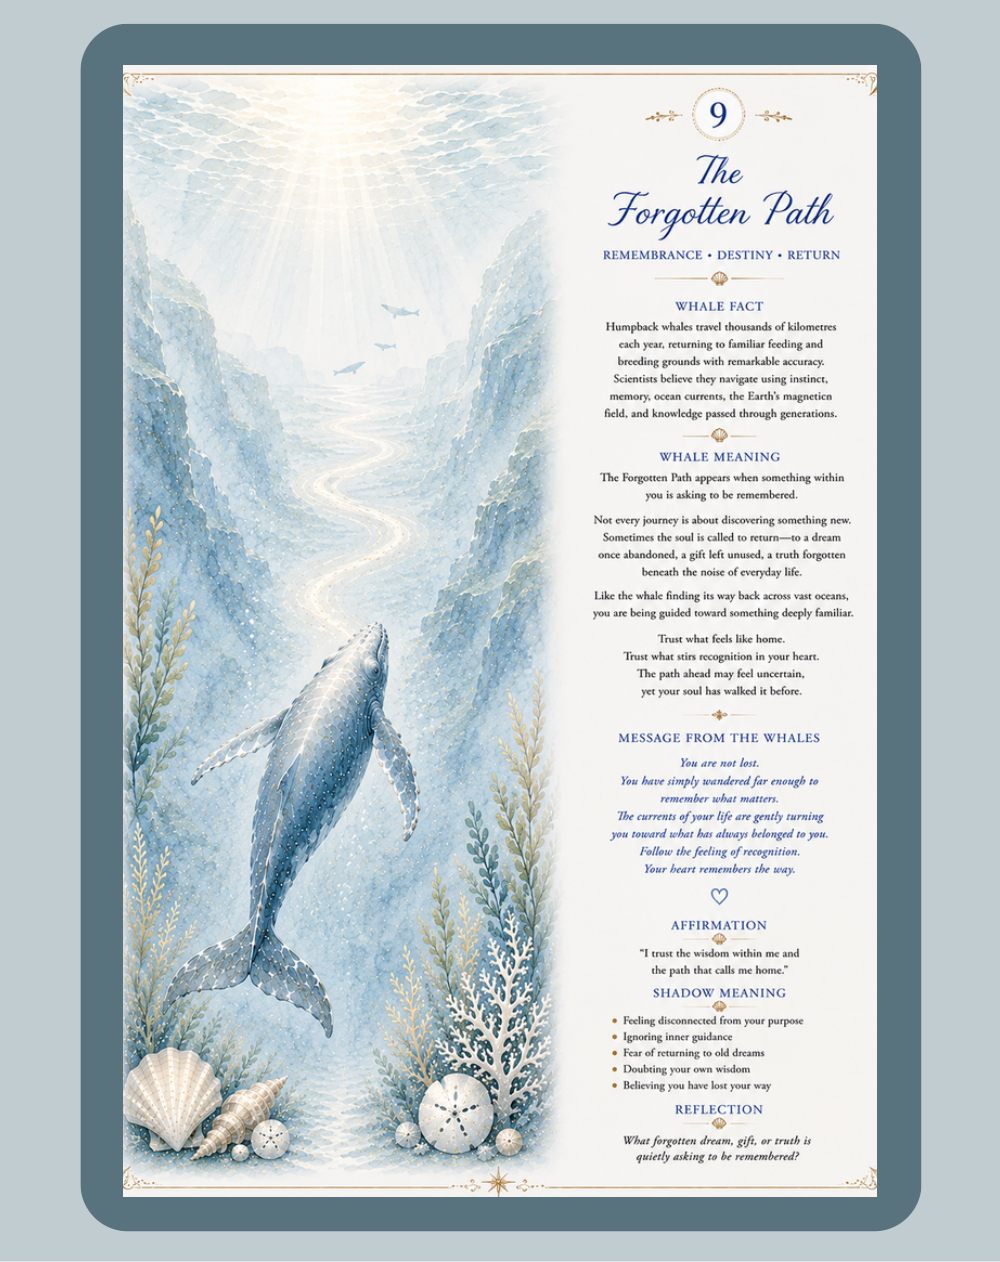 9
The
Forgotten Path
REMEMBRANCE • DESTINY • RETURN
WHALE FACT
Humpback whales travel thousands of kilometres
each year, returning to familiar feeding and
breeding grounds with remarkable accuracy.
Scientists believe they navigate using instinct,
memory, ocean currents, the Earth's magneticn
field, and knowledge passed through generations.
WHALE MEANING
The Forgotten Path appears when something within
you is asking to be remembered.
Not every journey is about discovering something new.
Sometimes the soul is called to return—to a dream
once abandoned, a gift left unused, a truth forgotten
beneath the noise of everyday life.
Like the whale finding its way back across vast oceans,
you are being guided toward something deeply familiar.
Trust what feels like home.
Trust what stirs recognition in your heart.
The path ahead may feel uncertain,
yet your soul has walked it before.
MESSAGE FROM THE WHALES
You are not lost.
You have simply wandered far enough to
remember what matters.
The currents of your life are gently turning
you toward what has always belonged to you.
Follow the feeling of recognition.
Your heart remembers the way.
AFFIRMATION
“I trust the wisdom within me and
the path that calls me home.”
SHADOW MEANING
• Feeling disconnected from your purpose
• Ignoring inner guidance
• Fear of returning to old dreams
• Doubting your own wisdom
• Believing you have lost your way
REFLECTION
What forgotten dream, gift, or truth is
quietly asking to be remembered?